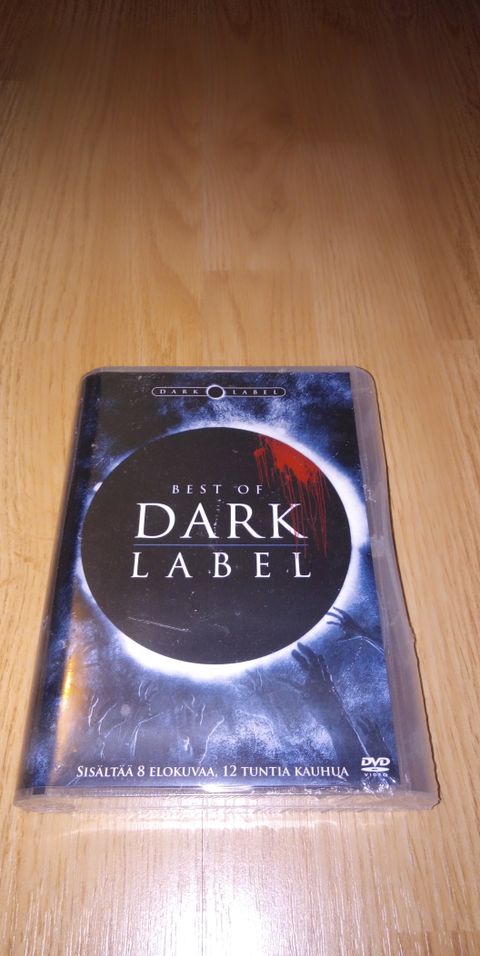 DARK LABEL
BEST OF
DARK
LABEL
SISÄLTÄÄ 8 ELOKUVAA, 12 TUNTIA KAUHUA
DVD
VIDEO